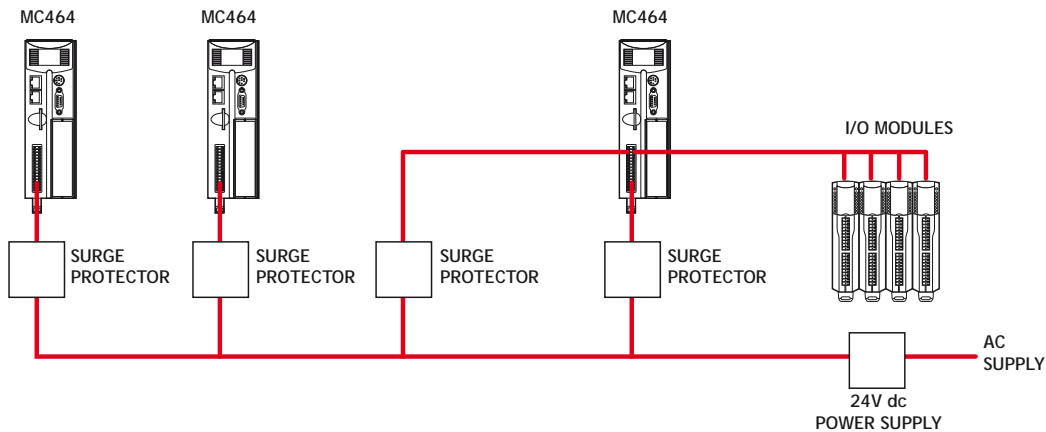 MC464
MC464
MC464
I/O MODULES
SURGE
PROTECTOR
SURGE
PROTECTOR
SURGE
PROTECTOR
SURGE
PROTECTOR
AC
SUPPLY
24V dc
POWER SUPPLY